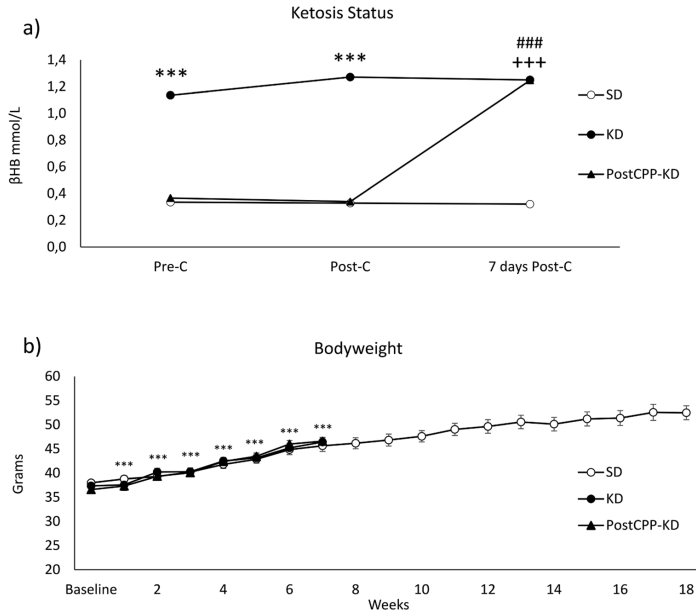 a)
Ketosis Status
βHB mmol/L
1,4
1,2
1,0
0,8
0,6
0,4
0,2
0,0
***
***
###
+++
SD
KD
PostCPP-KD
Pre-C
Post-C
7 days Post-C
b)
Bodyweight
Grams
60
55
50
45
40
35
30
25
20
*** *** *** *** *** *** ***
SD
KD
PostCPP-KD
Baseline 2 4 6 8 10 12 14 16 18
Weeks